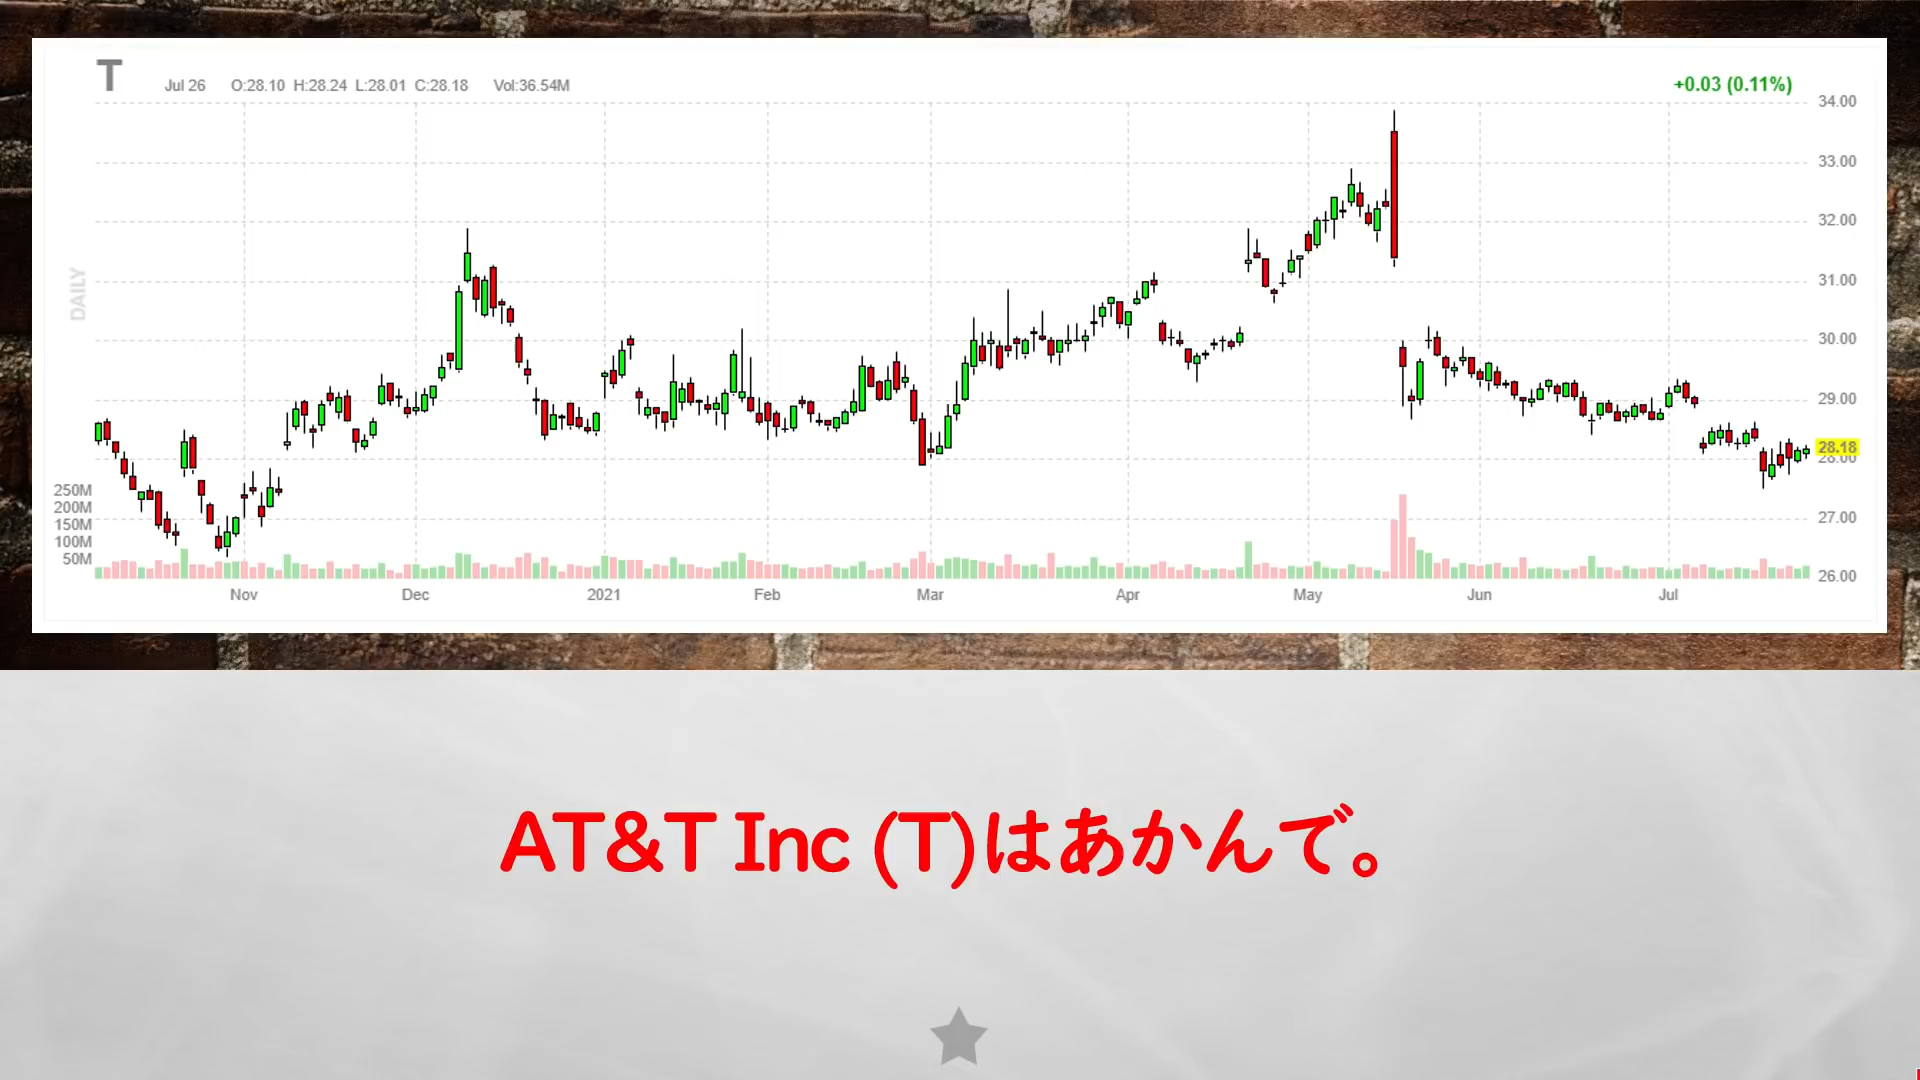 T Jul 26 O:28.10 H:28.24 L:28.01 C:28.18 Vol:36.54M +0.03 (0.11%)
34.00
33.00
32.00
DAILY
31.00
30.00
29.00
28.18
28.00
250M
200M
27.00
150M
100M
50M
26.00
Nov Dec 2021 Feb Mar Apr May Jun Jul
AT&T Inc (T)はあかんで。